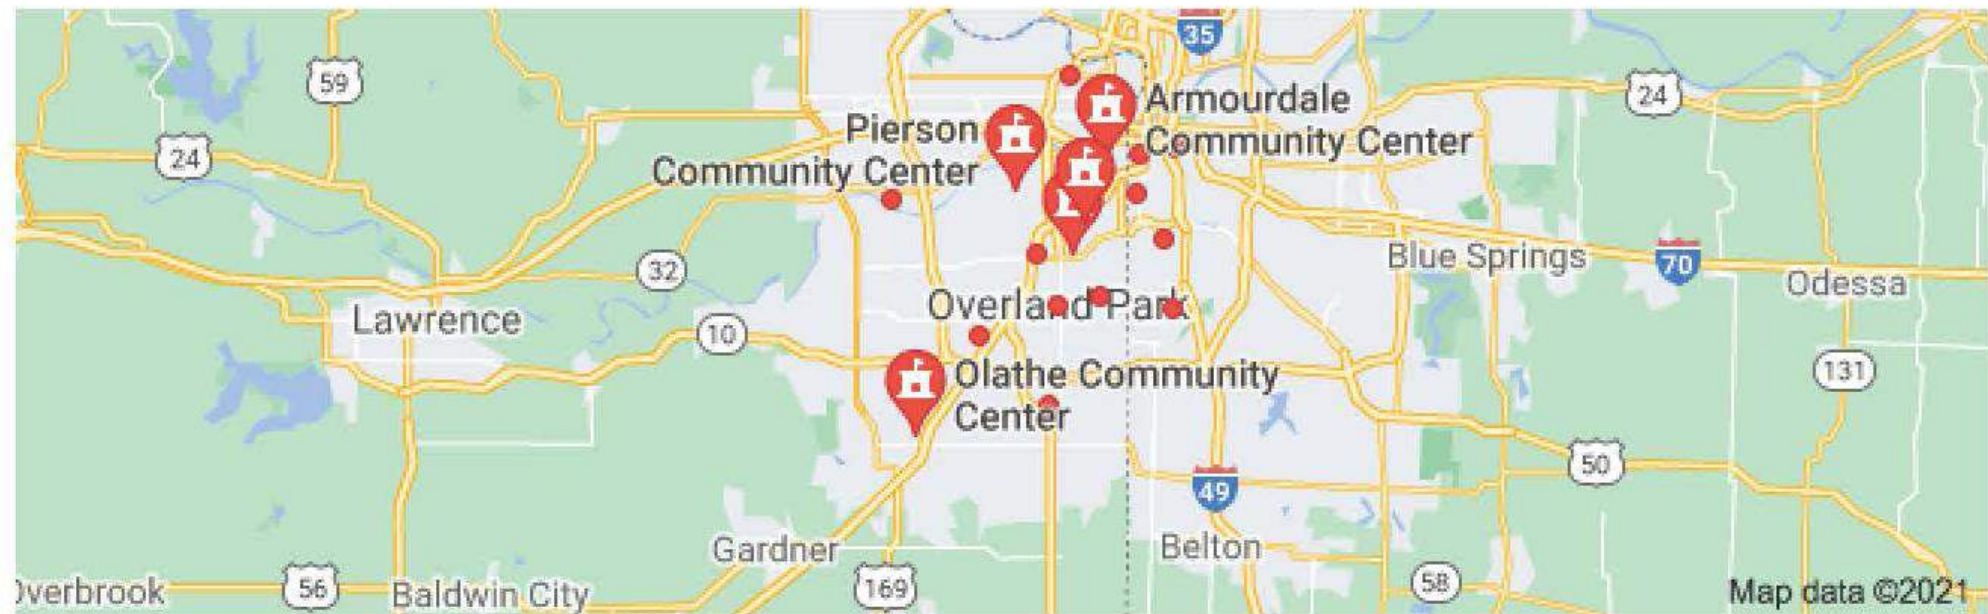 35
59
Armourdale
Community Center
24
Pierson
Community Center
24
32
Blue Springs
70
Odessa
Overland Park
Lawrence
10
Olathe Community
Center
131
50
49
Gardner
Belton
verbrook
56
Baldwin City
169
58
Map data ©2021